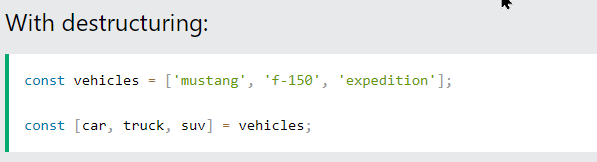 With destructuring:
const vehicles = ['mustang', 'f-150', 'expedition'];
const [car, truck, suv] = vehicles;